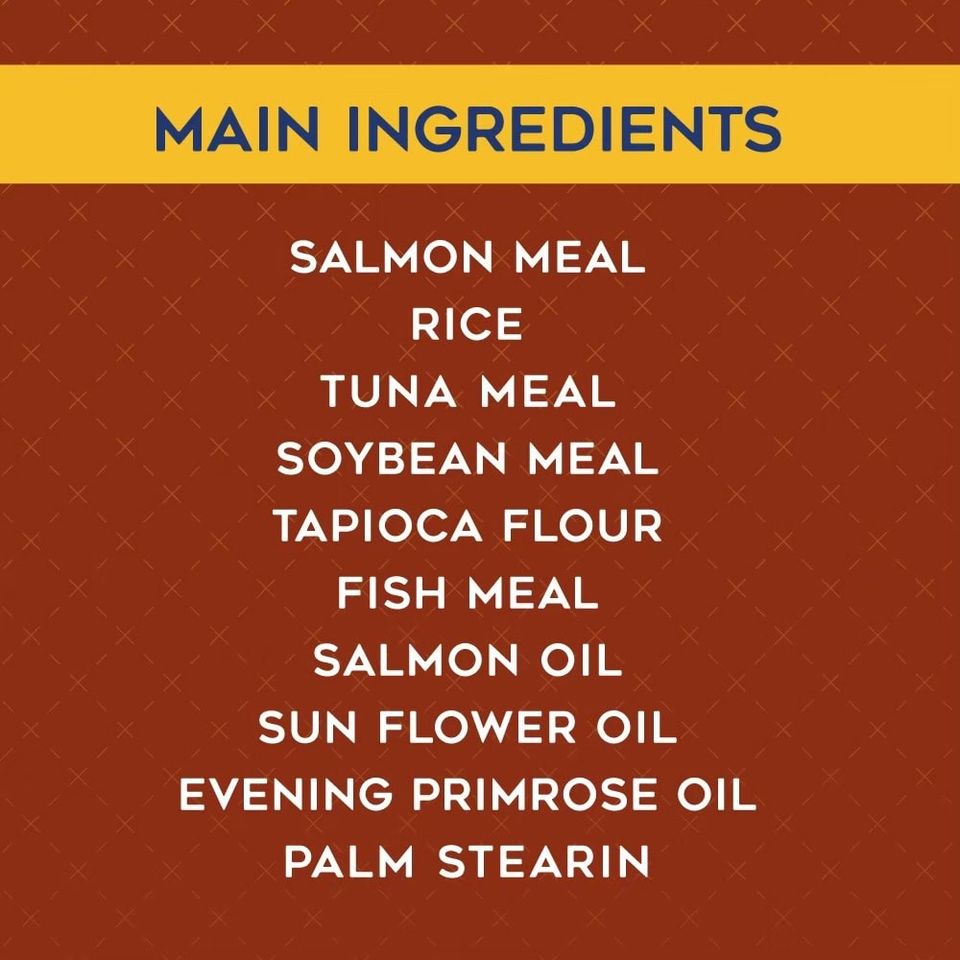 MAIN INGREDIENTS
SALMON MEAL
RICE
TUNA MEAL
SOYBEAN MEAL
TAPIOCA FLOUR
FISH MEAL
SALMON OIL
SUN FLOWER OIL
EVENING PRIMROSE OIL
PALM STEARIN